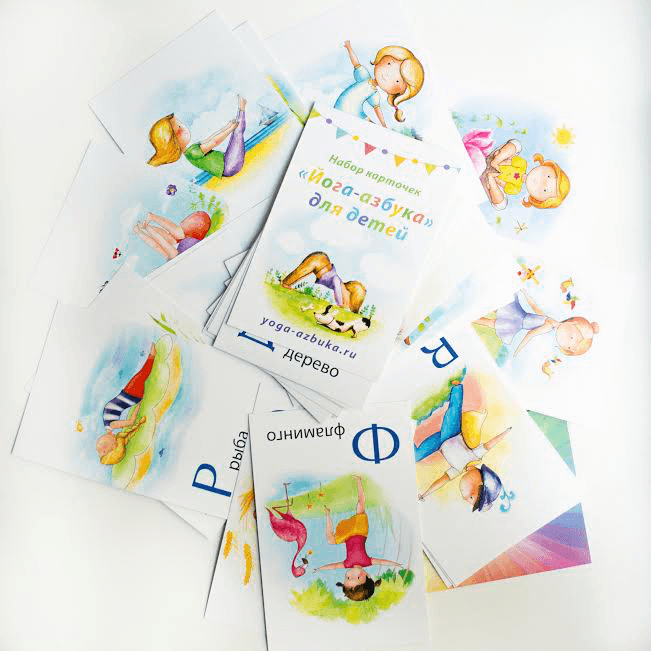 Набор карточек
«Йога-азбука»
для детей
yoga-azbuka.ru
Д
дерево
Я
Р
рыба
Ф
фламинго